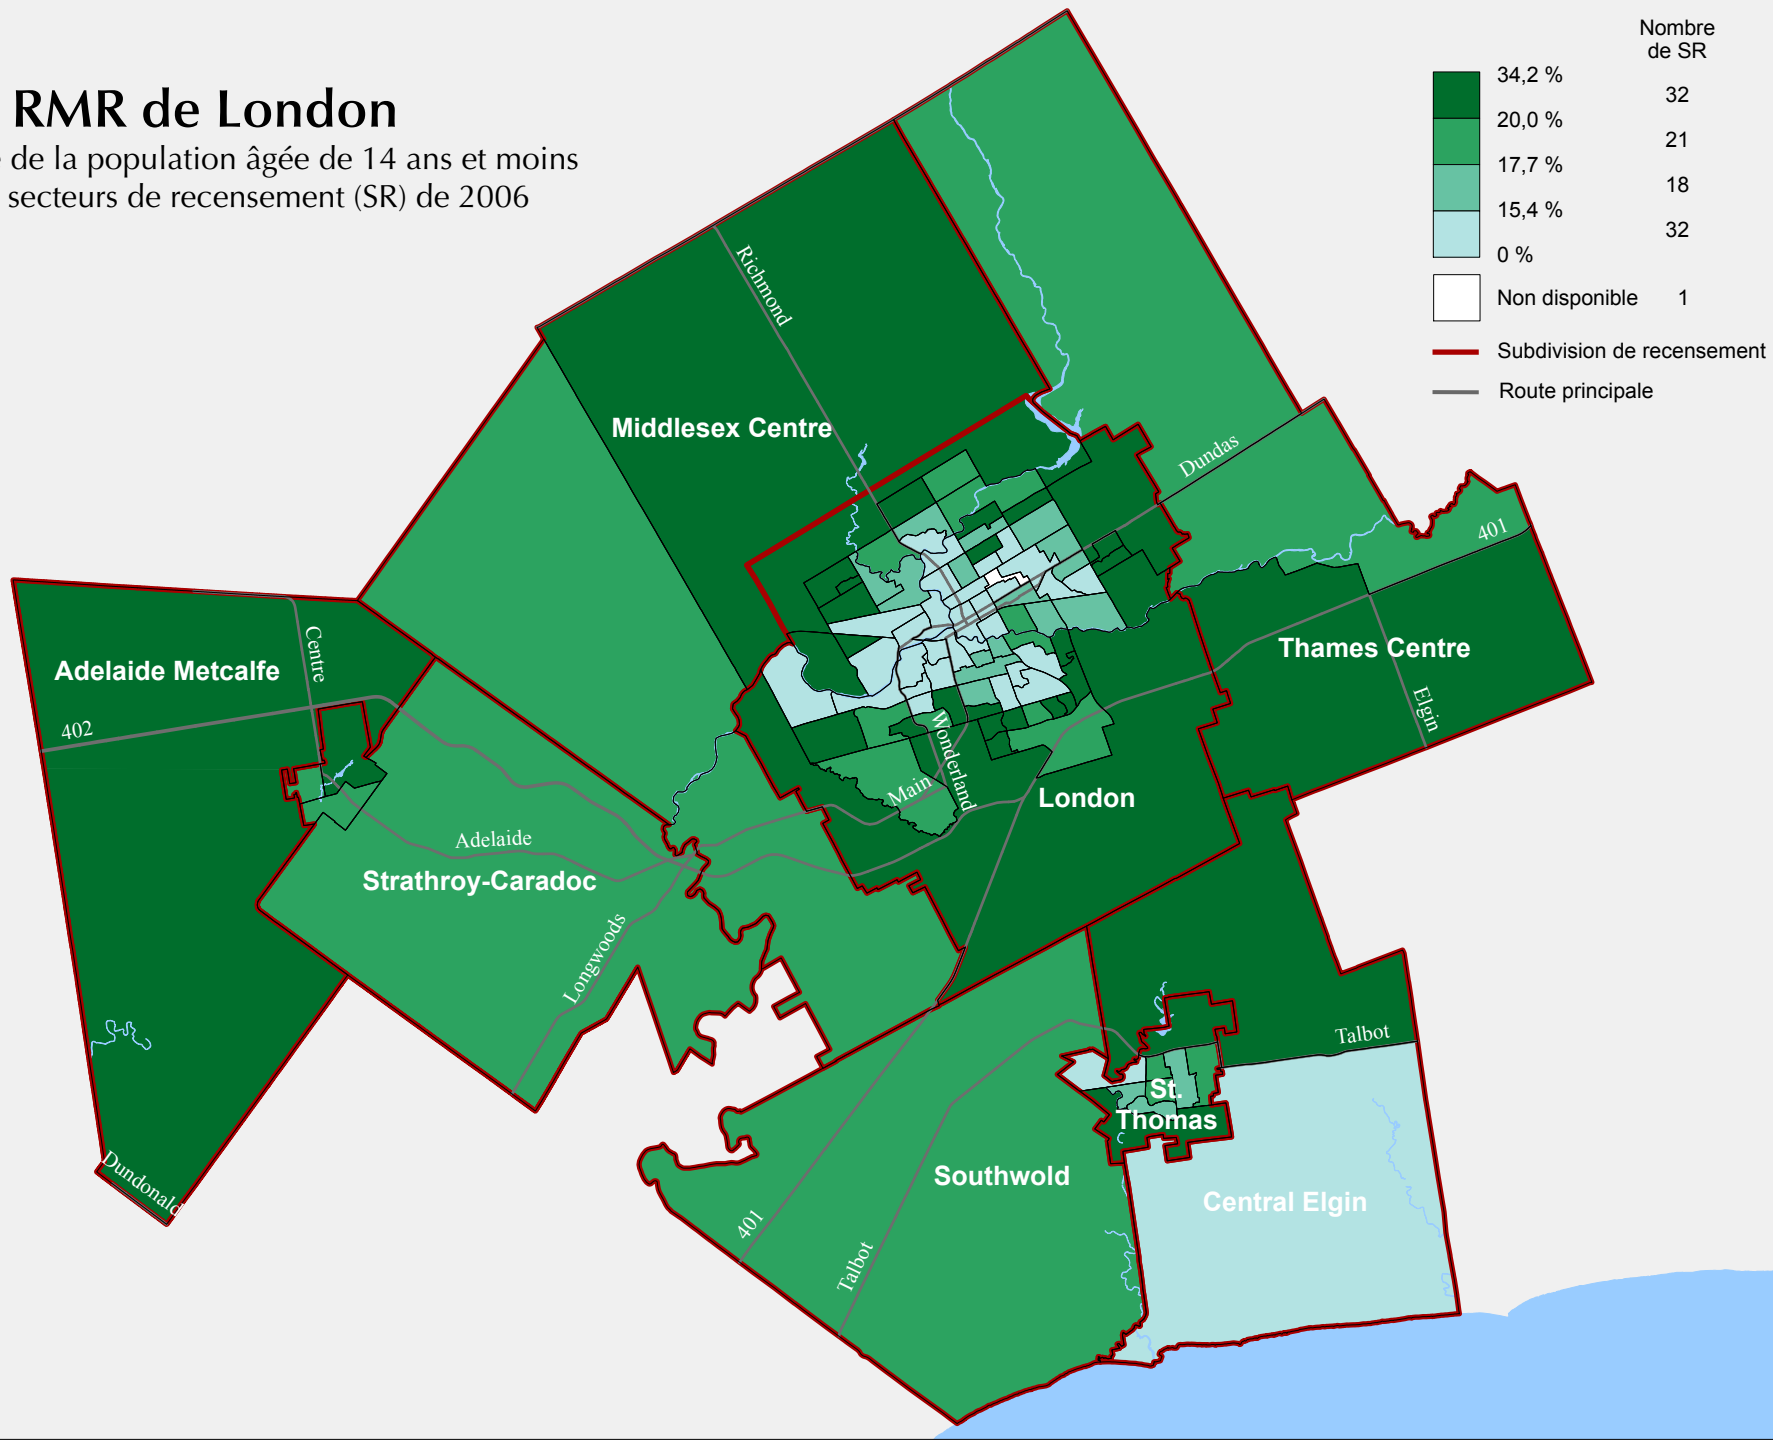 RMR de London
de la population âgée de 14 ans et moins
secteurs de recensement (SR) de 2006
Nombre
de SR
34,2 %
32
20,0 %
21
17,7 %
18
15,4 %
32
0 %
Non disponible 1
Subdivision de recensement
Route principale
Richmond
Middlesex Centre
Dundas
401
Thames Centre
Elgin
Adelaide Metcalfe
Centre
402
Wonderland
Main
London
Adelaide
Strathroy-Caradoc
Longwoods
Talbot
St.
Thomas
Dundonald
Southwold
Central Elgin
401
Talbot